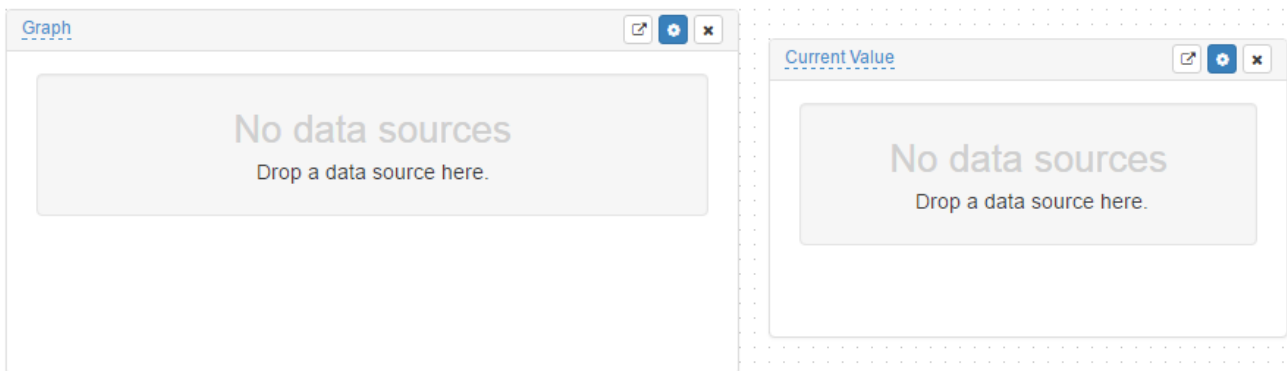 Graph
No data sources
Drop a data source here.
Current Value
No data sources
Drop a data source here.